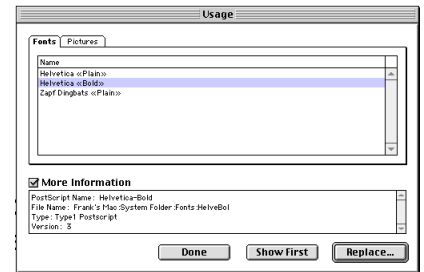 Usage
Fonts Pictures
Name
Helvetica «Plain»
Helvetica «Bold»
Zapf Dingbats «Plain»
More Information
PostScript Name: Helvetica-Bold
File Name: Frank's Mac:System Folder:Fonts:HelveBol
Type: Type1 Postscript
Version: 3
Done Show First Replace...